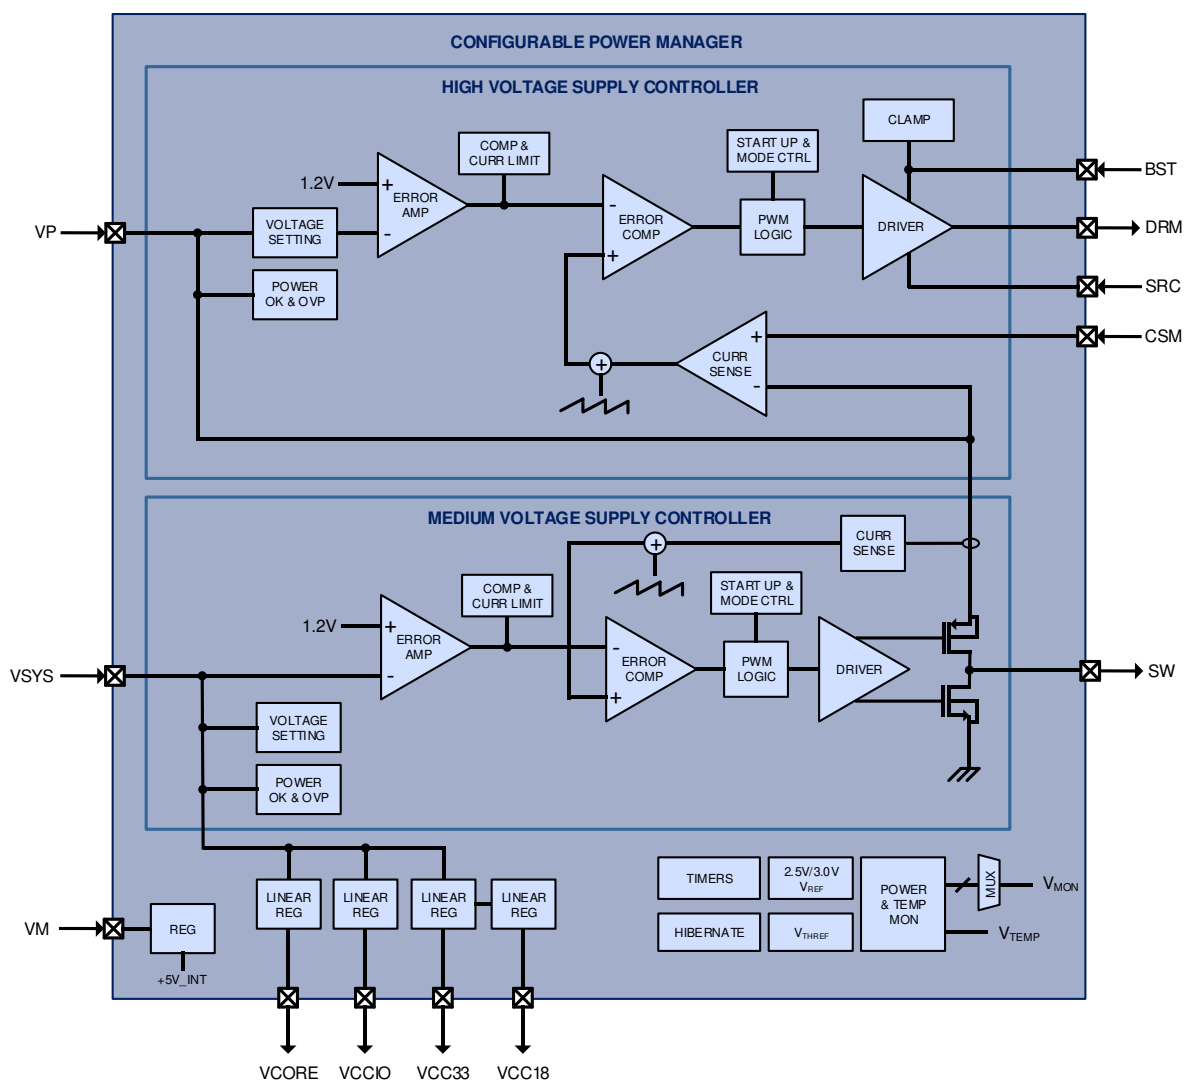 CONFIGURABLE POWER MANAGER
HIGH VOLTAGE SUPPLY CONTROLLER
CLAMP
COMP &
CURR LIMIT
START UP &
MODE CTRL
BST
1.2V
+
ERROR
AMP
-
-
ERROR
COMP
+
PWM
LOGIC
DRIVER
DRM
VP
VOLTAGE
SETTING
POWER
OK & OVP
SRC
CSM
+
CURR
SENSE
-
+
MEDIUM VOLTAGE SUPPLY CONTROLLER
CURR
SENSE
+
COMP &
CURR LIMIT
START UP &
MODE CTRL
1.2V
+
ERROR
AMP
-
-
ERROR
COMP
+
PWM
LOGIC
DRIVER
SW
VSYS
VOLTAGE
SETTING
POWER
OK & OVP
LINEAR
REG
LINEAR
REG
LINEAR
REG
LINEAR
REG
TIMERS
2.5V/3.0V
VREF
POWER
& TEMP
MON
MUX
VMON
HIBERNATE
VTHREF
VTEMP
VM
REG
+5V_INT
VCORE
VCCIO
VCC33
VCC18